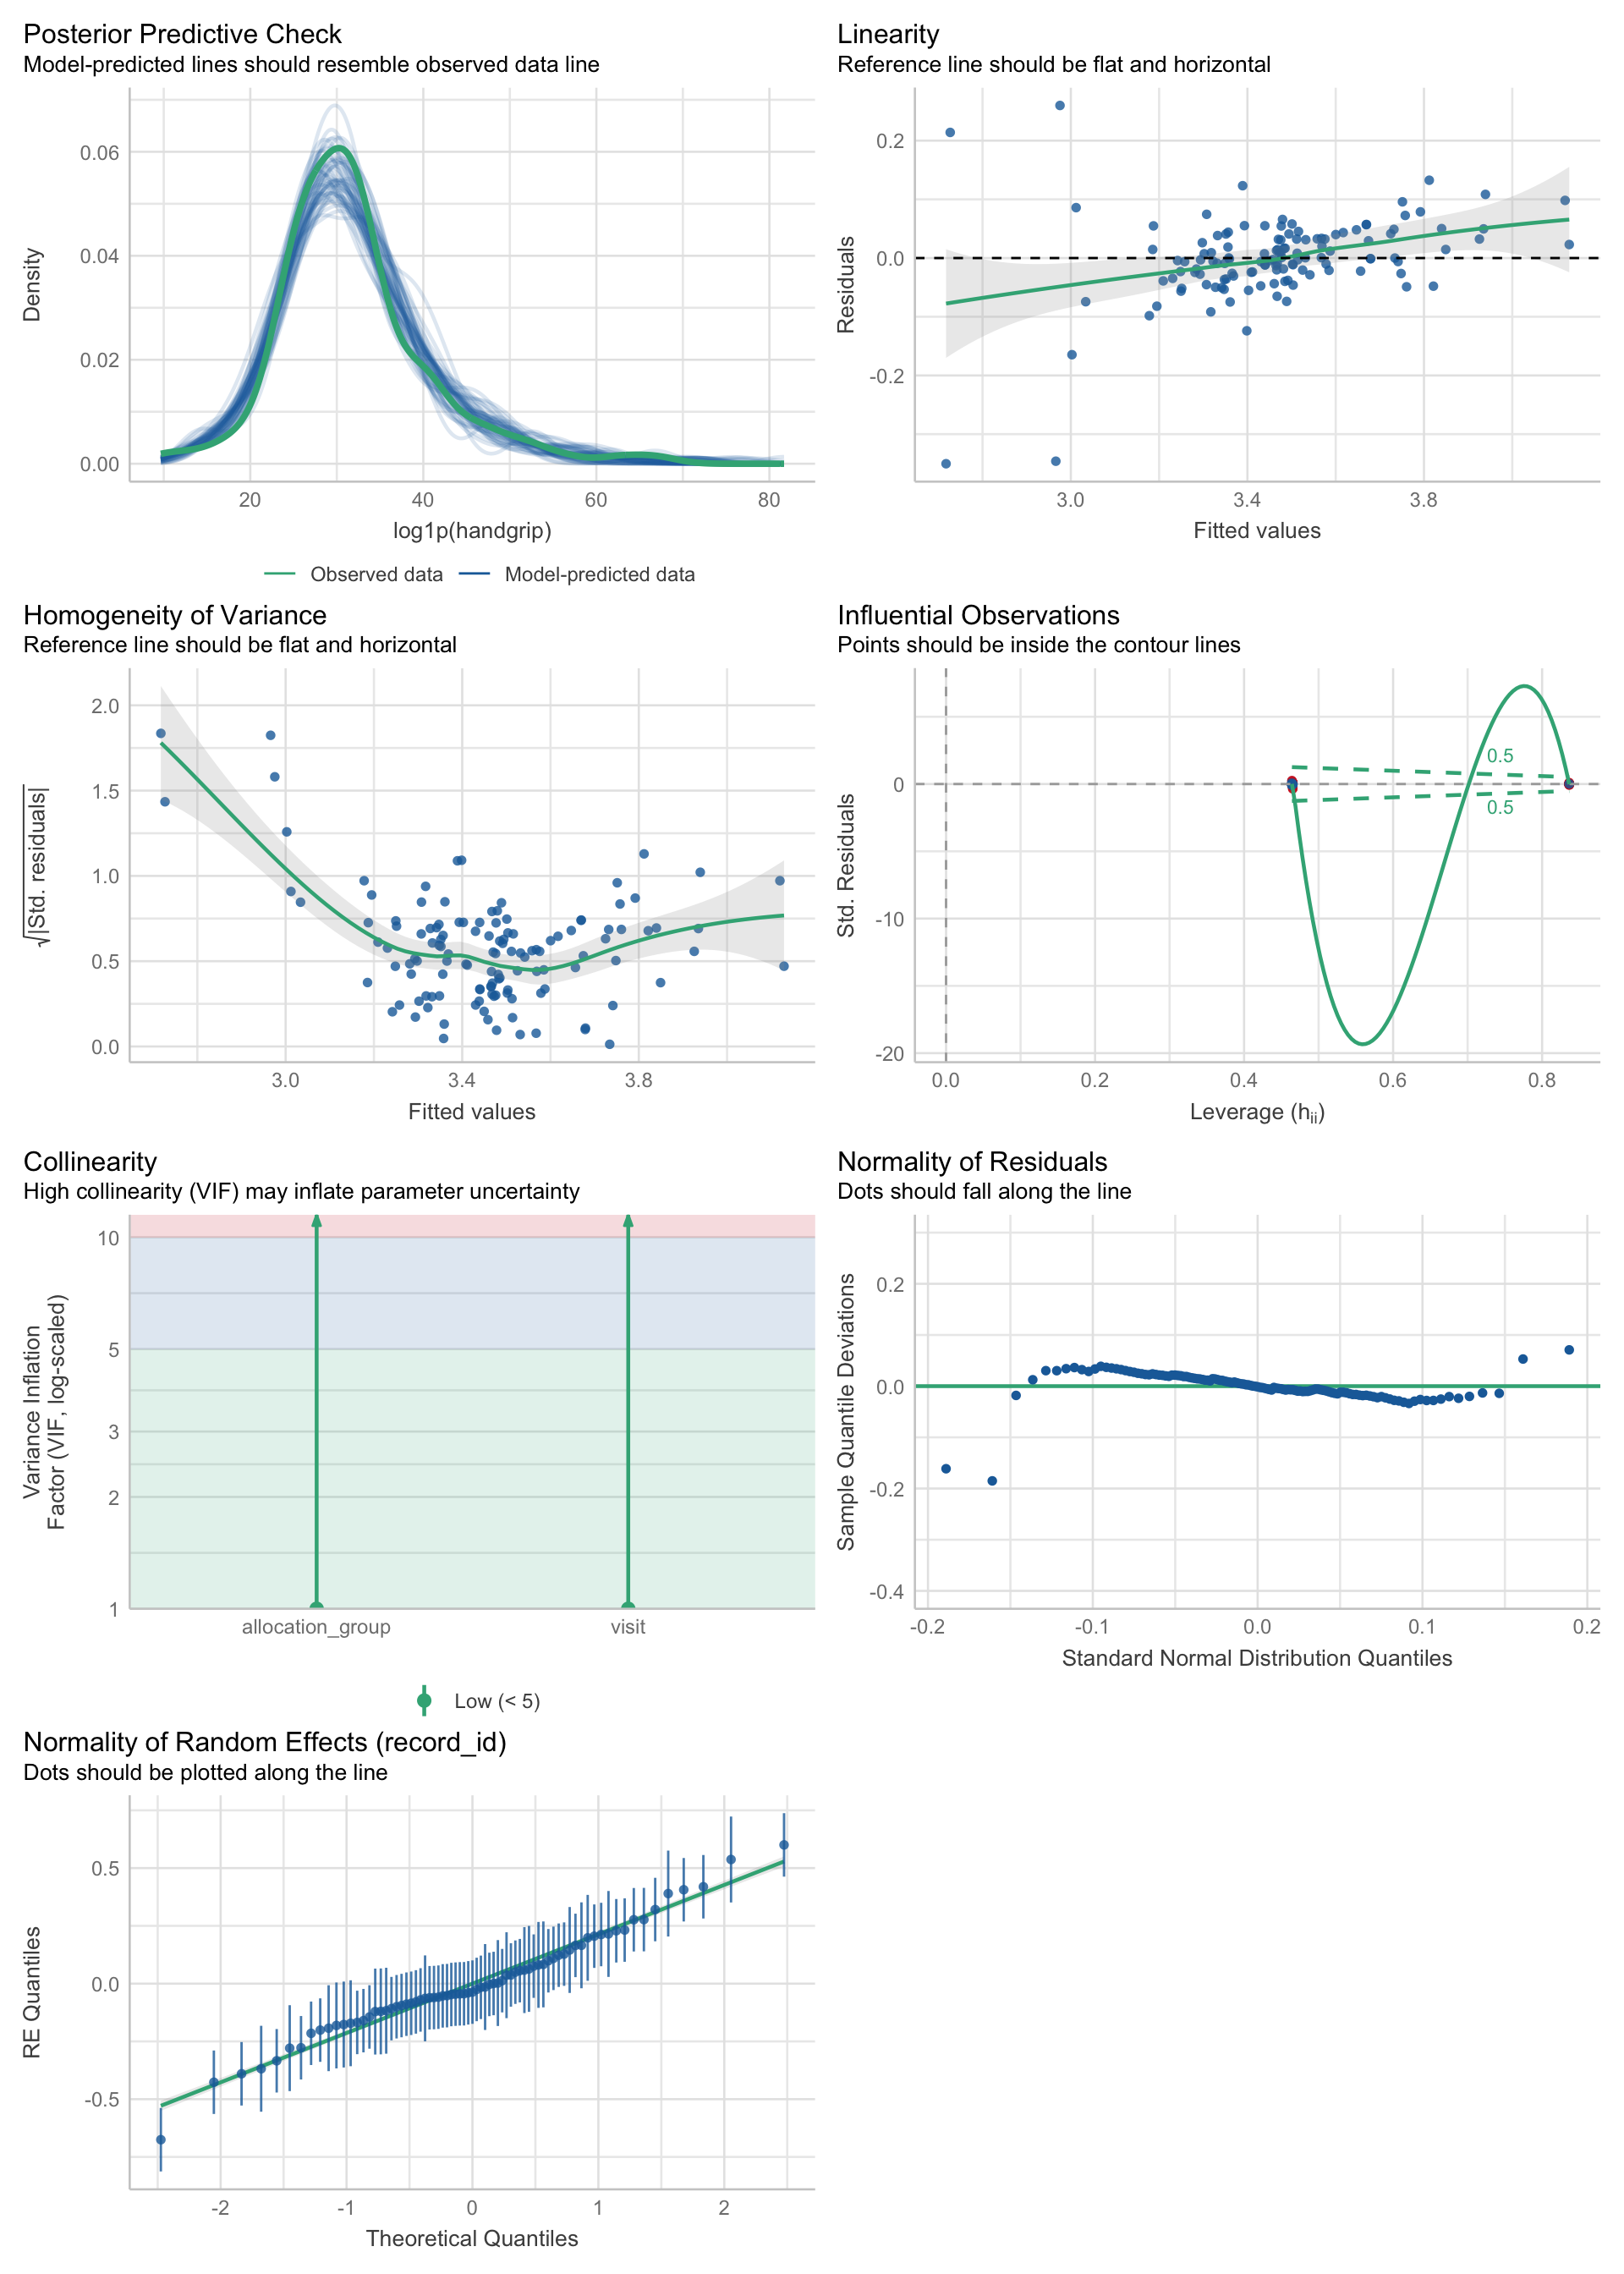 Posterior Predictive Check
Model-predicted lines should resemble observed data line
Density
0.06
0.04
0.02
0.00
20 40 60 80
log1p(handgrip)
Observed data Model-predicted data
Linearity
Reference line should be flat and horizontal
Residuals
0.2
0.0
-0.2
3.0 3.4 3.8
Fitted values
Homogeneity of Variance
Reference line should be flat and horizontal
√|Std. residuals|
2.0
1.5
1.0
0.5
0.0
3.0 3.4 3.8
Fitted values
Influential Observations
Points should be inside the contour lines
Std. Residuals
0.5
0
0.5
-10
-20
0.0 0.2 0.4 0.6 0.8
Leverage (hii)
Collinearity
High collinearity (VIF) may inflate parameter uncertainty
Variance Inflation
Factor (VIF, log-scaled)
10
5
3
2
1
allocation_group visit
Low (< 5)
Normality of Residuals
Dots should fall along the line
Sample Quantile Deviations
0.2
0.0
-0.2
-0.4
-0.2 -0.1 0.0 0.1 0.2
Standard Normal Distribution Quantiles
Normality of Random Effects (record_id)
Dots should be plotted along the line
RE Quantiles
0.5
0.0
-0.5
-2 -1 0 1 2
Theoretical Quantiles